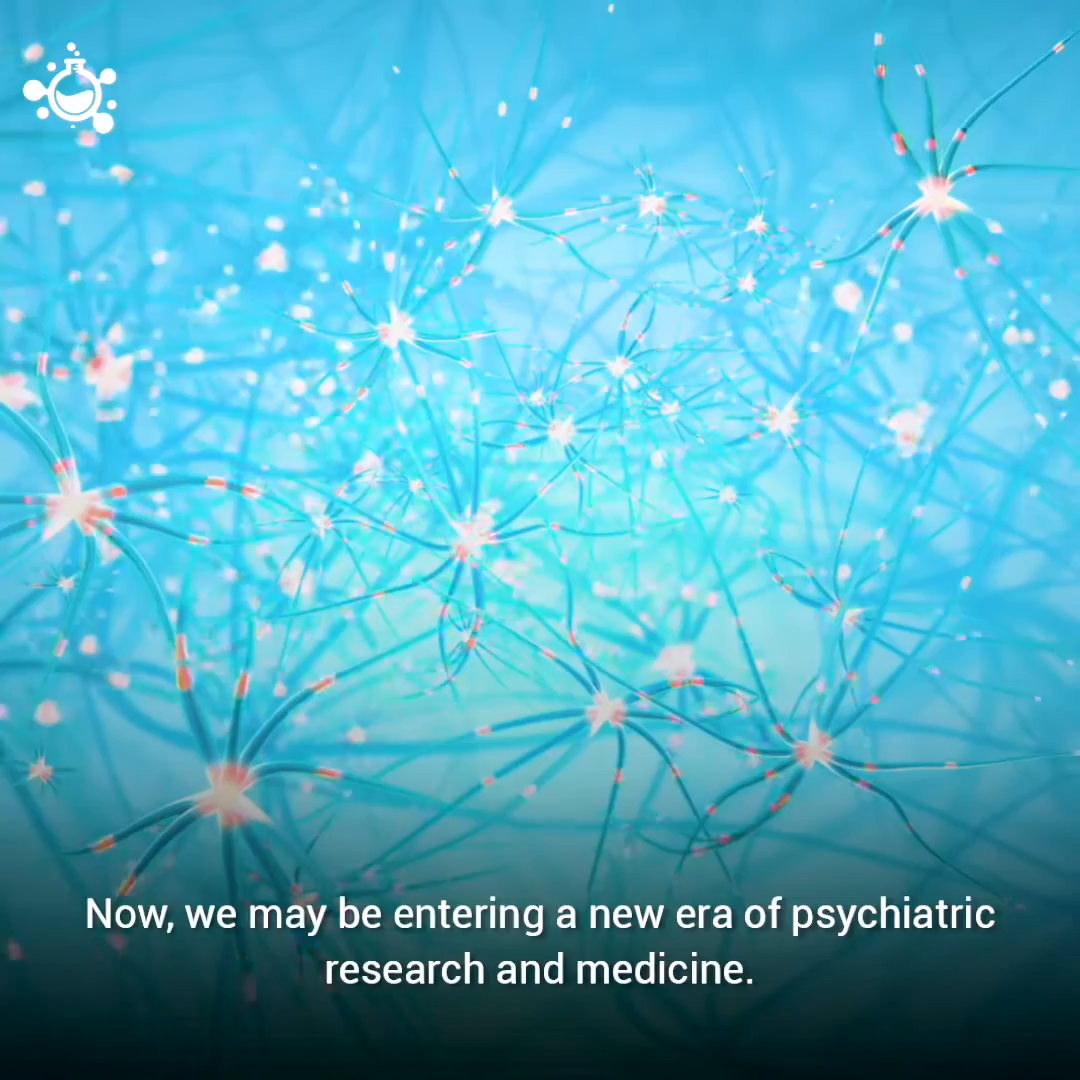 Now, we may be entering a new era of psychiatric
research and medicine.